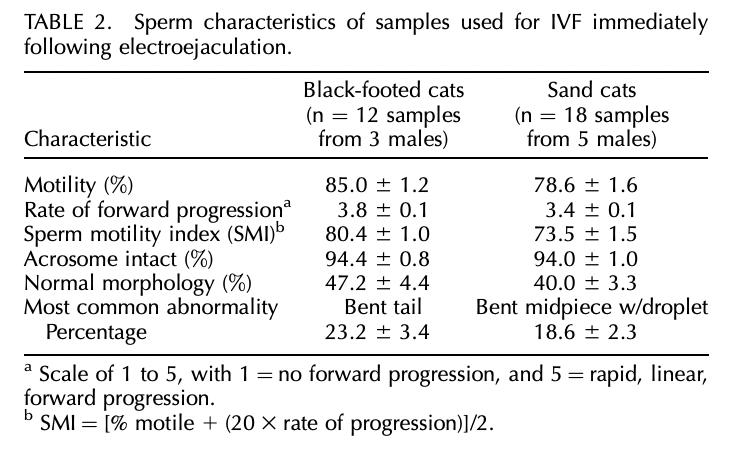 TABLE 2. Sperm characteristics of samples used for IVF immediately
following electroejaculation.
Black-footed cats Sand cats
(n = 12 samples (n = 18 samples
Characteristic from 3 males) from 5 males)
Motility (%) 85.0 ± 1.2 78.6 ± 1.6
Rate of forward progressionᵃ 3.8 ± 0.1 3.4 ± 0.1
Sperm motility index (SMI)ᵇ 80.4 ± 1.0 73.5 ± 1.5
Acrosome intact (%) 94.4 ± 0.8 94.0 ± 1.0
Normal morphology (%) 47.2 ± 4.4 40.0 ± 3.3
Most common abnormality Bent tail Bent midpiece w/droplet
Percentage 23.2 ± 3.4 18.6 ± 2.3
ᵃ Scale of 1 to 5, with 1 = no forward progression, and 5 = rapid, linear,
forward progression.
ᵇ SMI = [% motile + (20 × rate of progression)]/2.